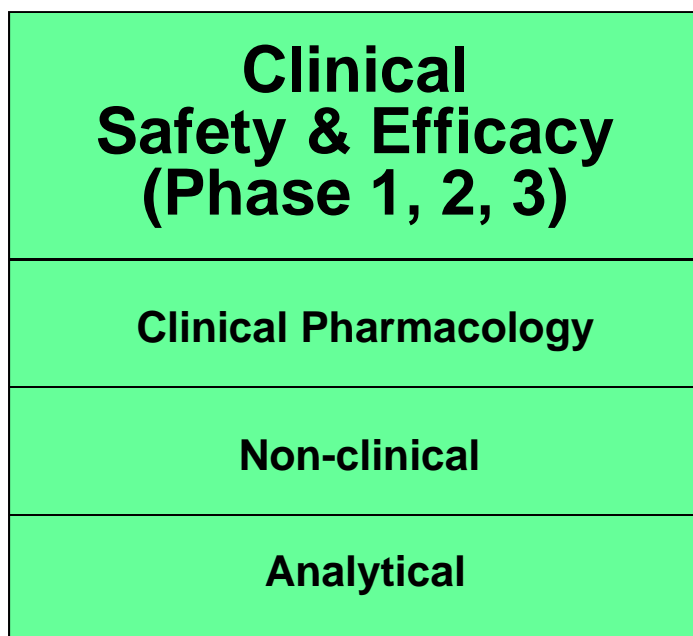 Clinical
Safety & Efficacy
(Phase 1, 2, 3)
Clinical Pharmacology
Non-clinical
Analytical